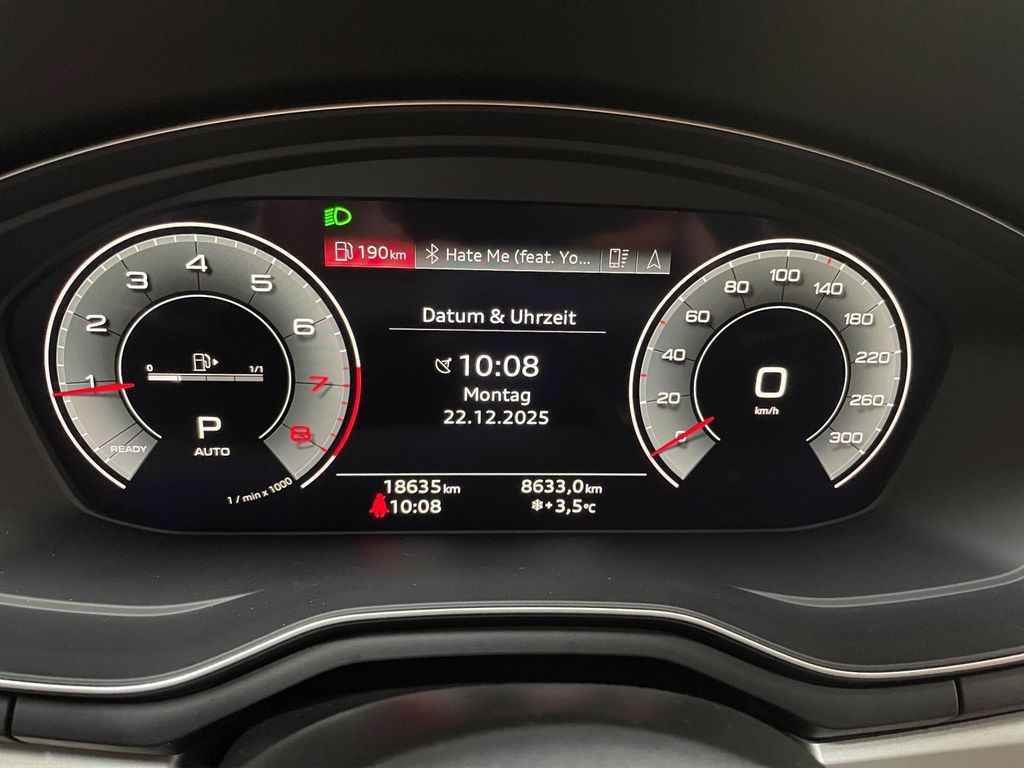 190km
Hate Me (feat. Yo...
Datum & Uhrzeit
10:08
Montag
22.12.2025
18635km
8633,0km
10:08
+3,5°C
1
2
3
4
5
6
7
8
READY
1 / min x 1000
0
1/1
P
AUTO
0
20
40
60
80
100
140
180
220
260
300
0
km/h